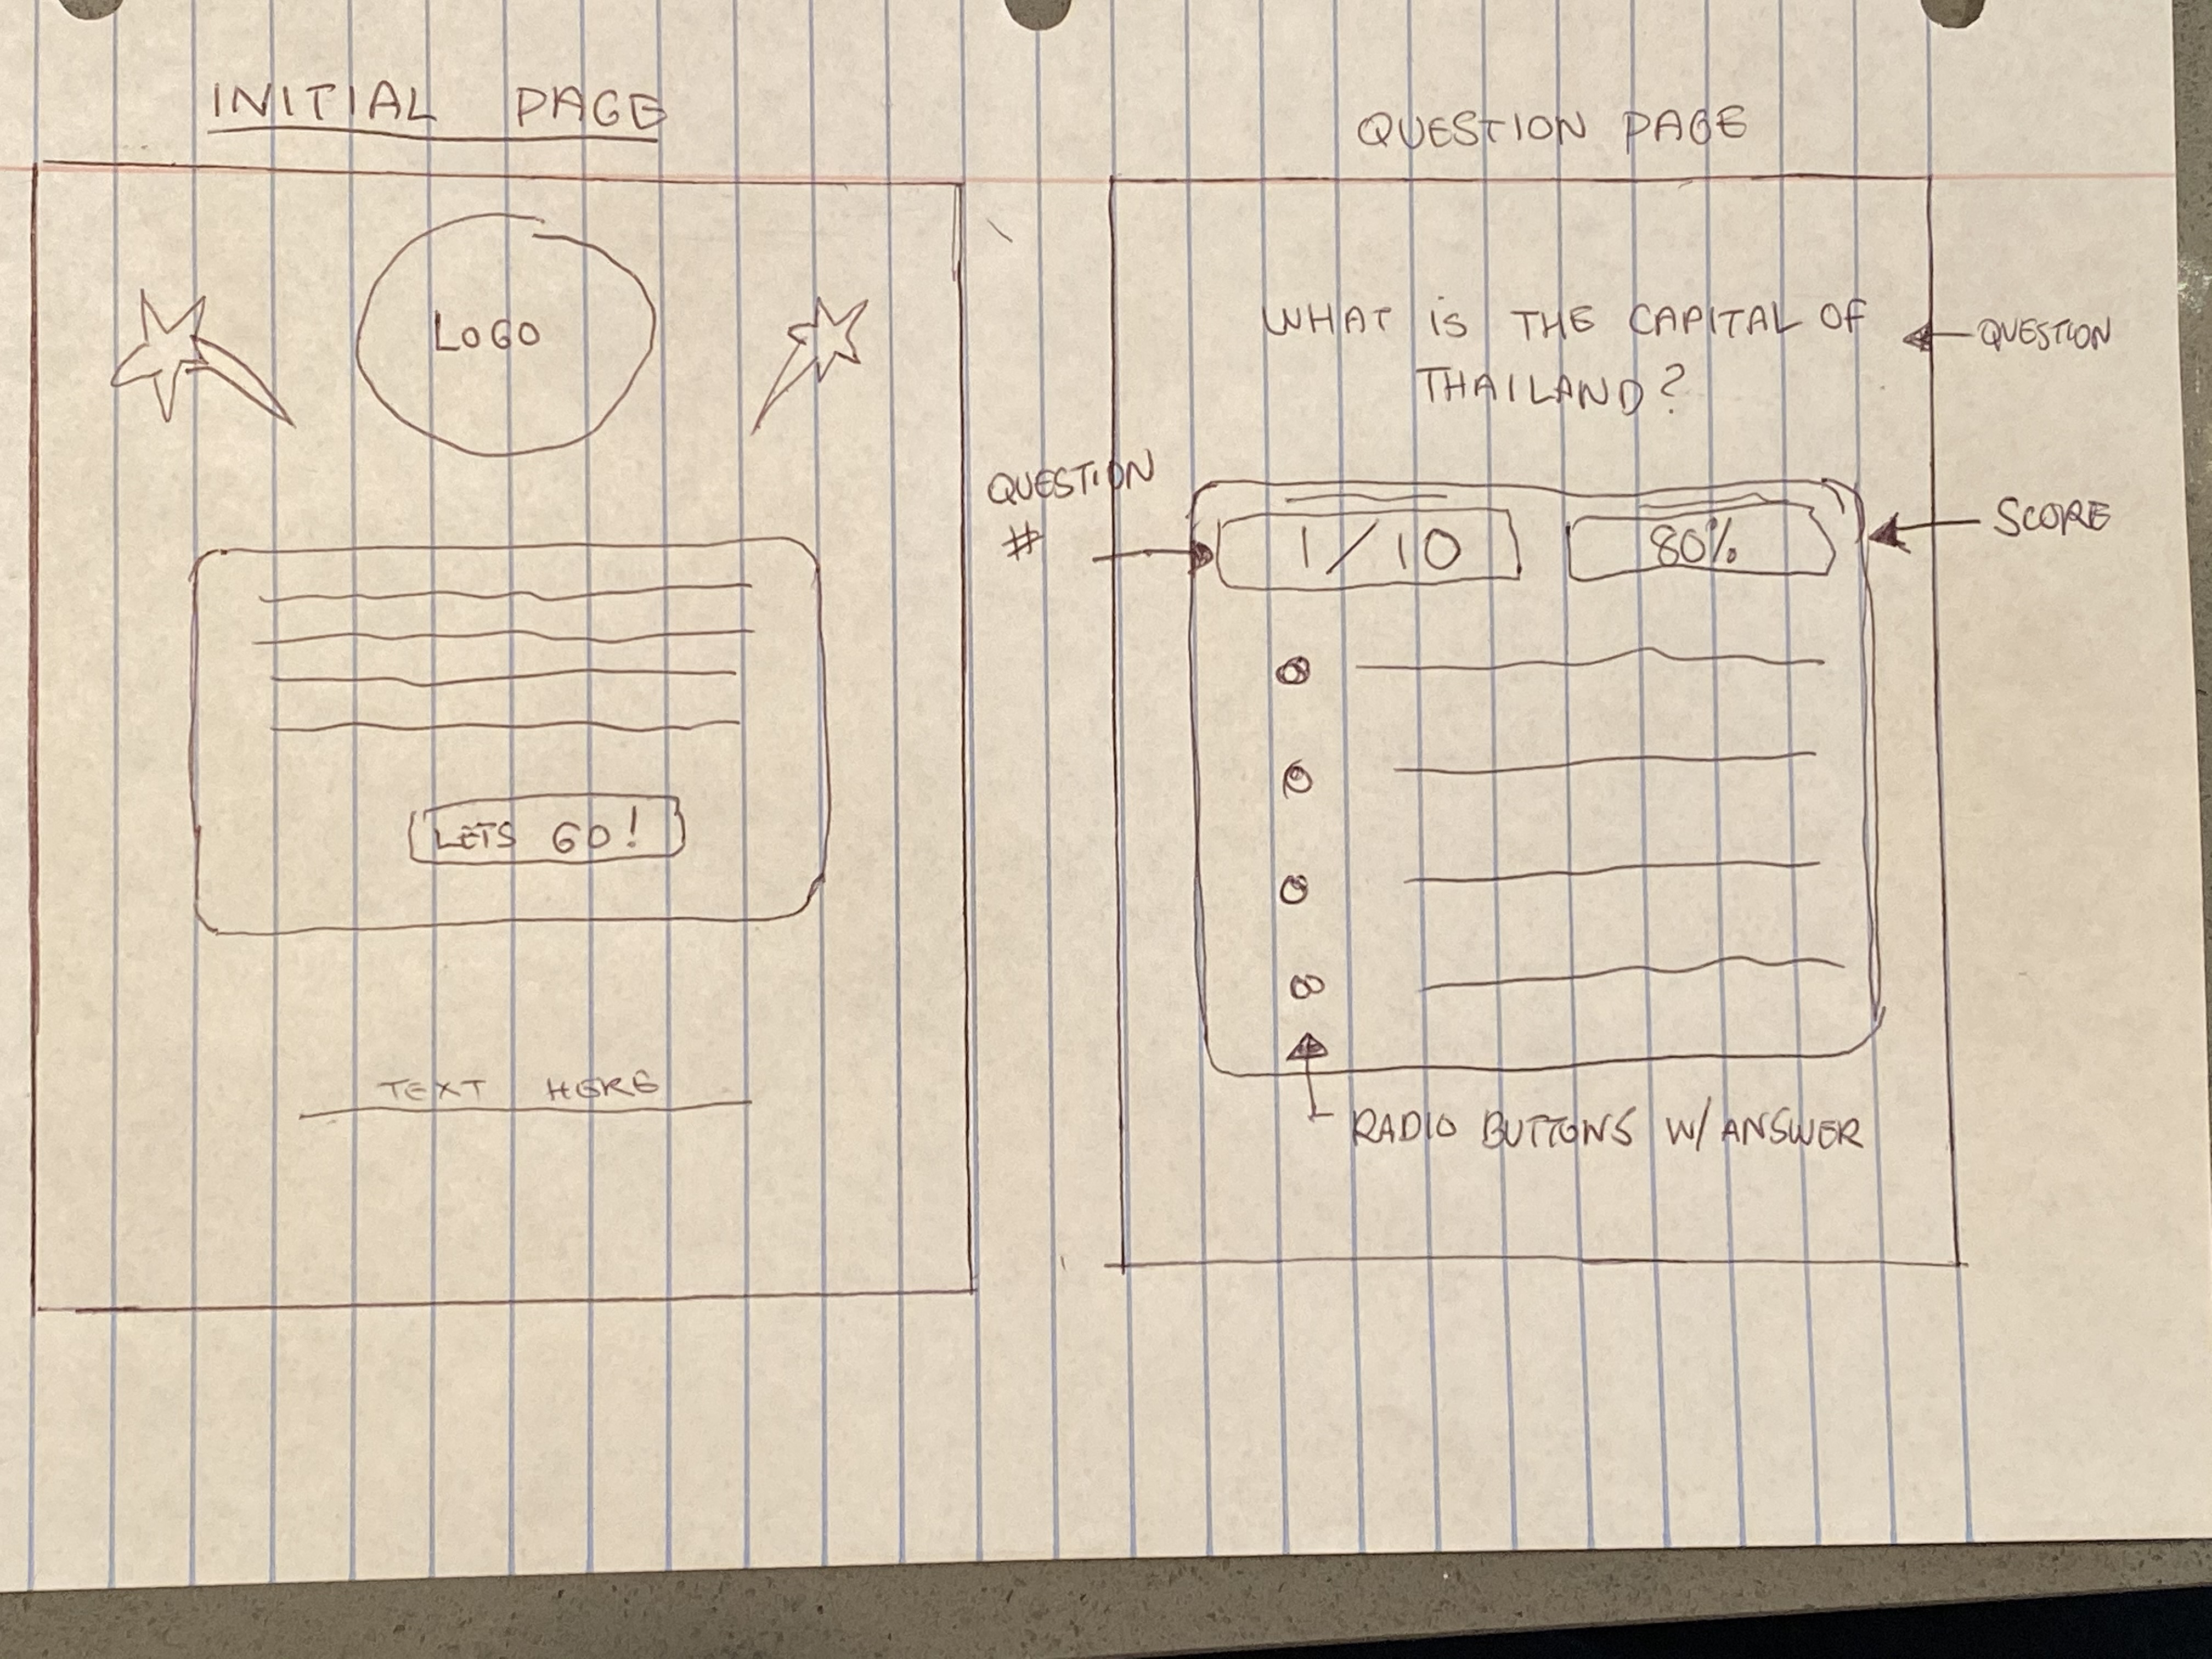 INITIAL PAGE
LOGO
LETS GO!
TEXT HERE
QUESTION PAGE
WHAT is THE CAPITAL OF
THAILAND?
QUESTION
QUESTION
#
1/10
80%
SCORE
RADIO BUTTONS W/ ANSWER